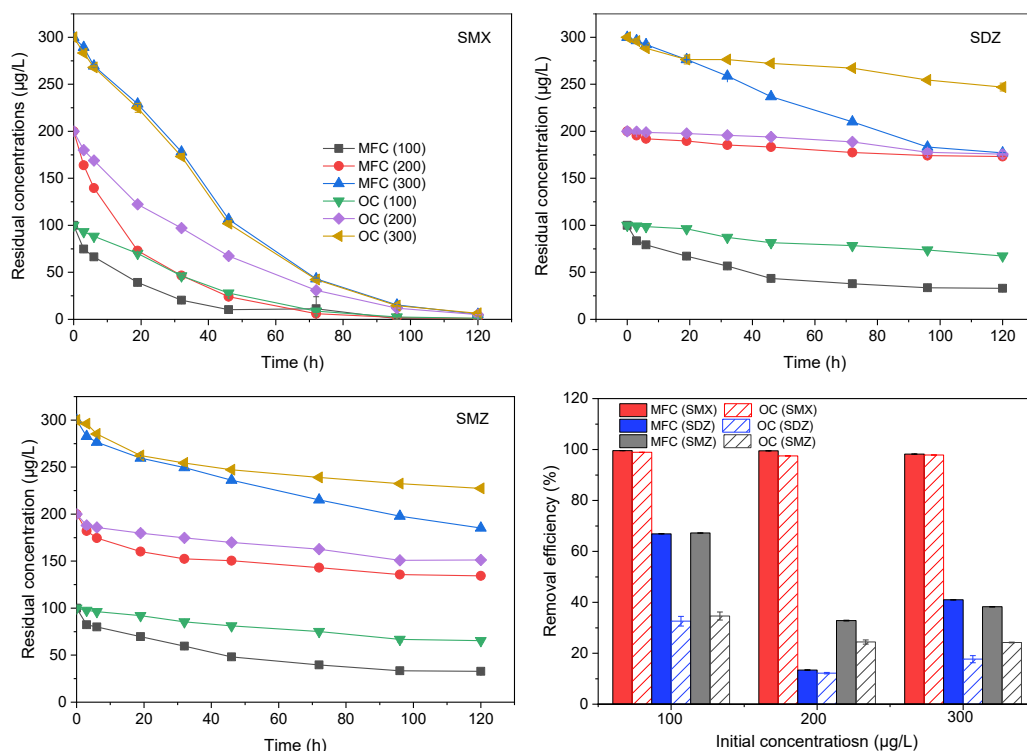 SMX
Residual concentrations (µg/L)
300
250
200
150
100
50
0
MFC (100)
MFC (200)
MFC (300)
OC (100)
OC (200)
OC (300)
0 20 40 60 80 100 120
Time (h)
SDZ
Residual concentration (µg/L)
300
250
200
150
100
50
0
0 20 40 60 80 100 120
Time (h)
SMZ
Residual concentration (µg/L)
300
250
200
150
100
50
0
0 20 40 60 80 100 120
Time (h)
Removal efficiency (%)
120
100
80
60
40
20
0
MFC (SMX) OC (SMX)
MFC (SDZ) OC (SDZ)
MFC (SMZ) OC (SMZ)
100 200 300
Initial concentratiosn (µg/L)